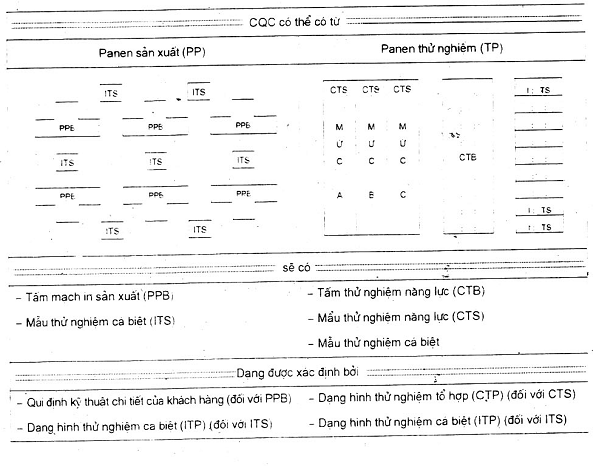 CQC có thể có từ
Panen sản xuất (PP) Panen thử nghiệm (TP)
ITS ITS
PPB PPB PPB
ITS ITS ITS
PPB PPB PPB
ITS ITS
CTS CTS CTS
M M M
Ứ Ứ Ứ
C C C
A B C
CTB
TS
TS
TS
sẽ có
– Tấm mạch in sản xuất (PPB) – Tấm thử nghiệm năng lực (CTB)
– Mẫu thử nghiệm cá biệt (ITS) – Mẫu thử nghiệm năng lực (CTS)
– Mẫu thử nghiệm cá biệt
Dạng được xác định bởi
– Qui định kỹ thuật chi tiết của khách hàng (đối với PPB) – Dạng hình thử nghiệm tổ hợp (CTP) (đối với CTS)
– Dạng hình thử nghiệm cá biệt (ITP) (đối với ITS) – Dạng hình thử nghiệm cá biệt (ITP) (đối với ITS)